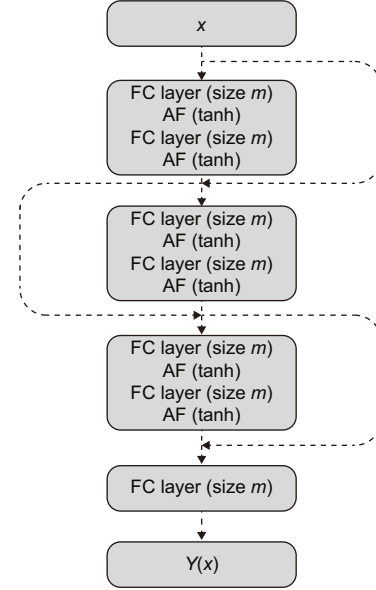 x
FC layer (size m)
AF (tanh)
FC layer (size m)
AF (tanh)
FC layer (size m)
AF (tanh)
FC layer (size m)
AF (tanh)
FC layer (size m)
AF (tanh)
FC layer (size m)
AF (tanh)
FC layer (size m)
Y(x)